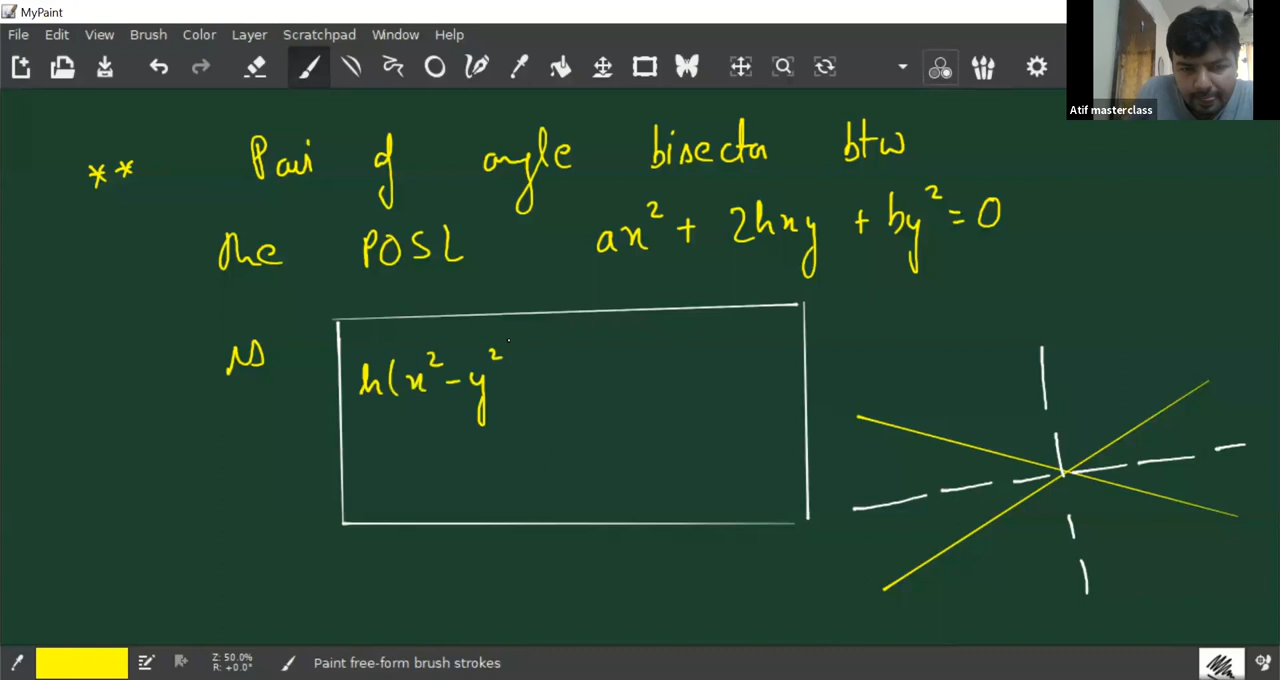 MyPaint
File Edit View Brush Color Layer Scratchpad Window Help
Atif masterclass
** Pair of angle bisector btw
the POSL ax² + 2hxy + by² = 0
is h(x² - y²
Z: 50.0%
R: +0.0°
Paint free-form brush strokes